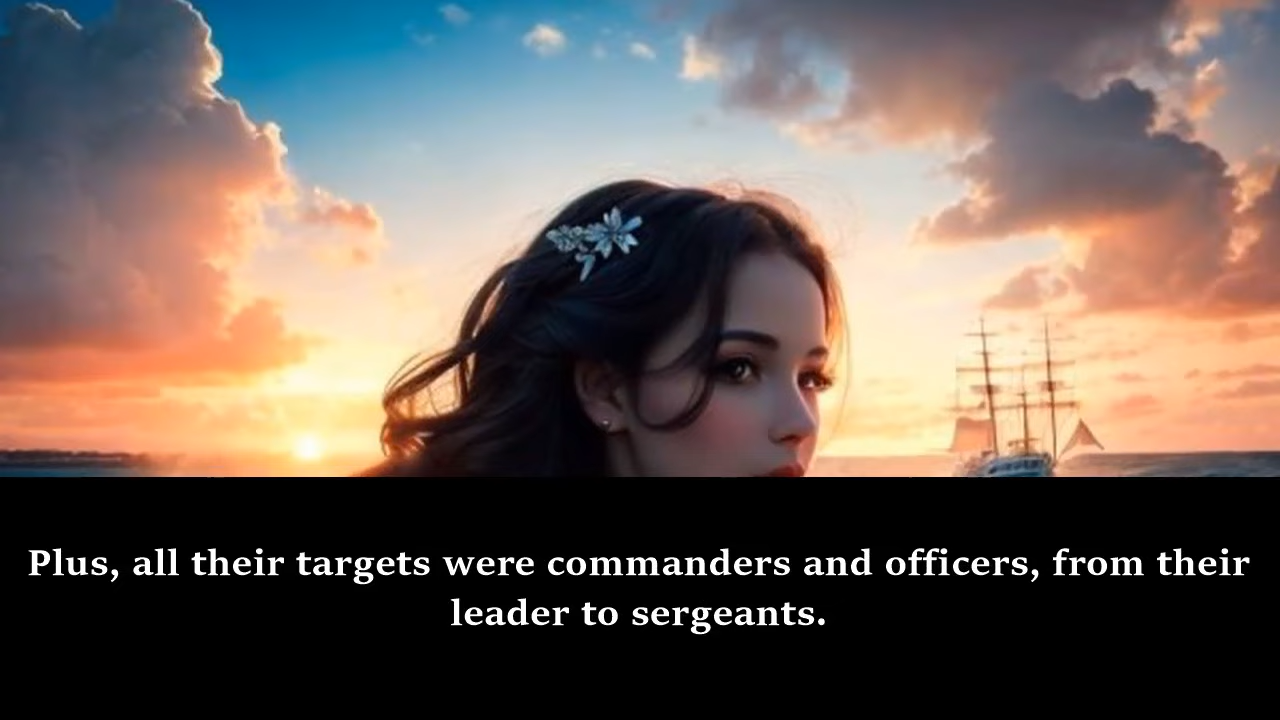 Plus, all their targets were commanders and officers, from their
leader to sergeants.